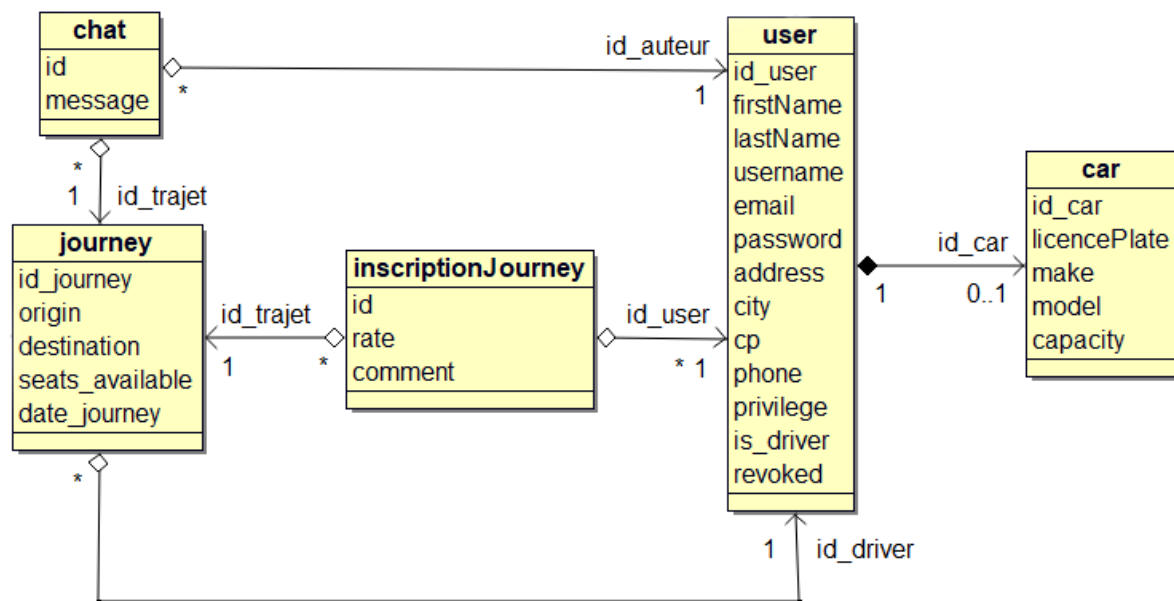 chat
id
message
*
id_auteur
1
*
1
id_trajet
user
id_user
firstName
lastName
username
email
password
address
city
cp
phone
privilege
is_driver
revoked
1
id_car
0..1
car
id_car
licencePlate
make
model
capacity
journey
id_journey
origin
destination
seats_available
date_journey
id_trajet
1
*
inscriptionJourney
id
rate
comment
id_user
* 1
*
1
id_driver